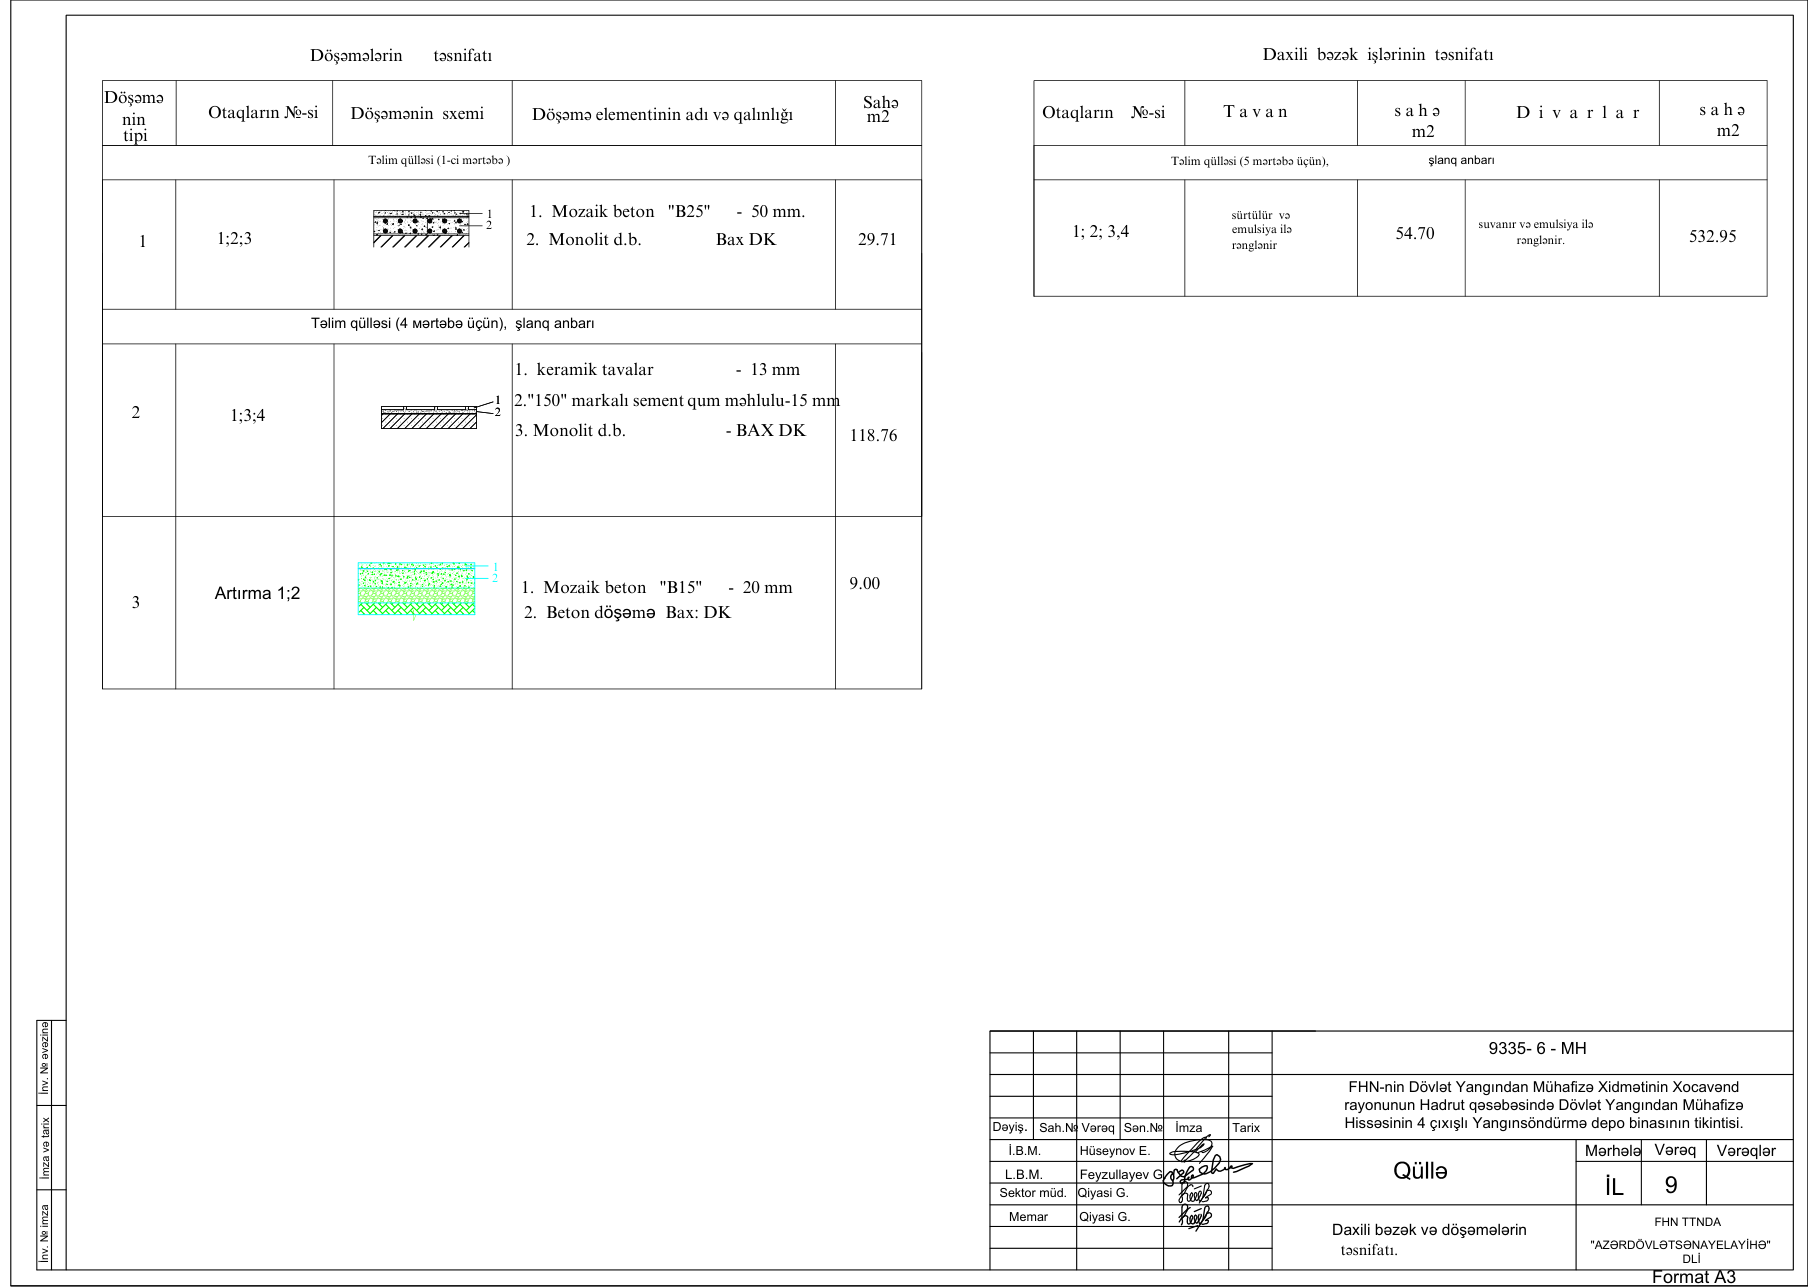 Döşəmələrin təsnifatı
Döşəmə
nin
tipi
Otaqların №-si
Döşəmənin sxemi
Döşəmə elementinin adı və qalınlığı
Sahə
m2
Təlim qülləsi (1-ci mərtəbə )
1
1;2;3
1
2
1. Mozaik beton "B25" - 50 mm.
2. Monolit d.b. Bax DK
29.71
Təlim qülləsi (4 мərtəbə üçün), şlanq anbarı
2
1;3;4
1
2
1. keramik tavalar - 13 mm
2."150" markalı sement qum məhlulu-15 mm
3. Monolit d.b. - BAX DK
118.76
3
Artırma 1;2
1
2
1. Mozaik beton "B15" - 20 mm
2. Beton döşəmə Bax: DK
9.00
Daxili bəzək işlərinin təsnifatı
Otaqların №-si
T a v a n
s a h ə
m2
D i v a r l a r
s a h ə
m2
Təlim qülləsi (5 mərtəbə üçün), şlanq anbarı
1; 2; 3,4
sürtülür və
emulsiya ilə
rənglənir
54.70
suvanır və emulsiya ilə
rənglənir.
532.95
İnv. № əvəzinə
İmza və tarix
İnv. № imza
9335- 6 - MH
FHN-nin Dövlət Yangından Mühafizə Xidmətinin Xocavənd
rayonunun Hadrut qəsəbəsində Dövlət Yangından Mühafizə
Hissəsinin 4 çıxışlı Yangınsöndürmə depo binasının tikintisi.
Dəyiş. Sah.№ Vərəq Sən.№ İmza Tarix
İ.B.M. Hüseynov E.
L.B.M. Feyzullayev G
Sektor müd. Qiyasi G.
Memar Qiyasi G.
Qüllə
Mərhələ Vərəq Vərəqlər
İL 9
Daxili bəzək və döşəmələrin
təsnifatı.
FHN TTNDA
"AZƏRDÖVLƏTSƏNAYELAYİHƏ"
DLİ
Format A3